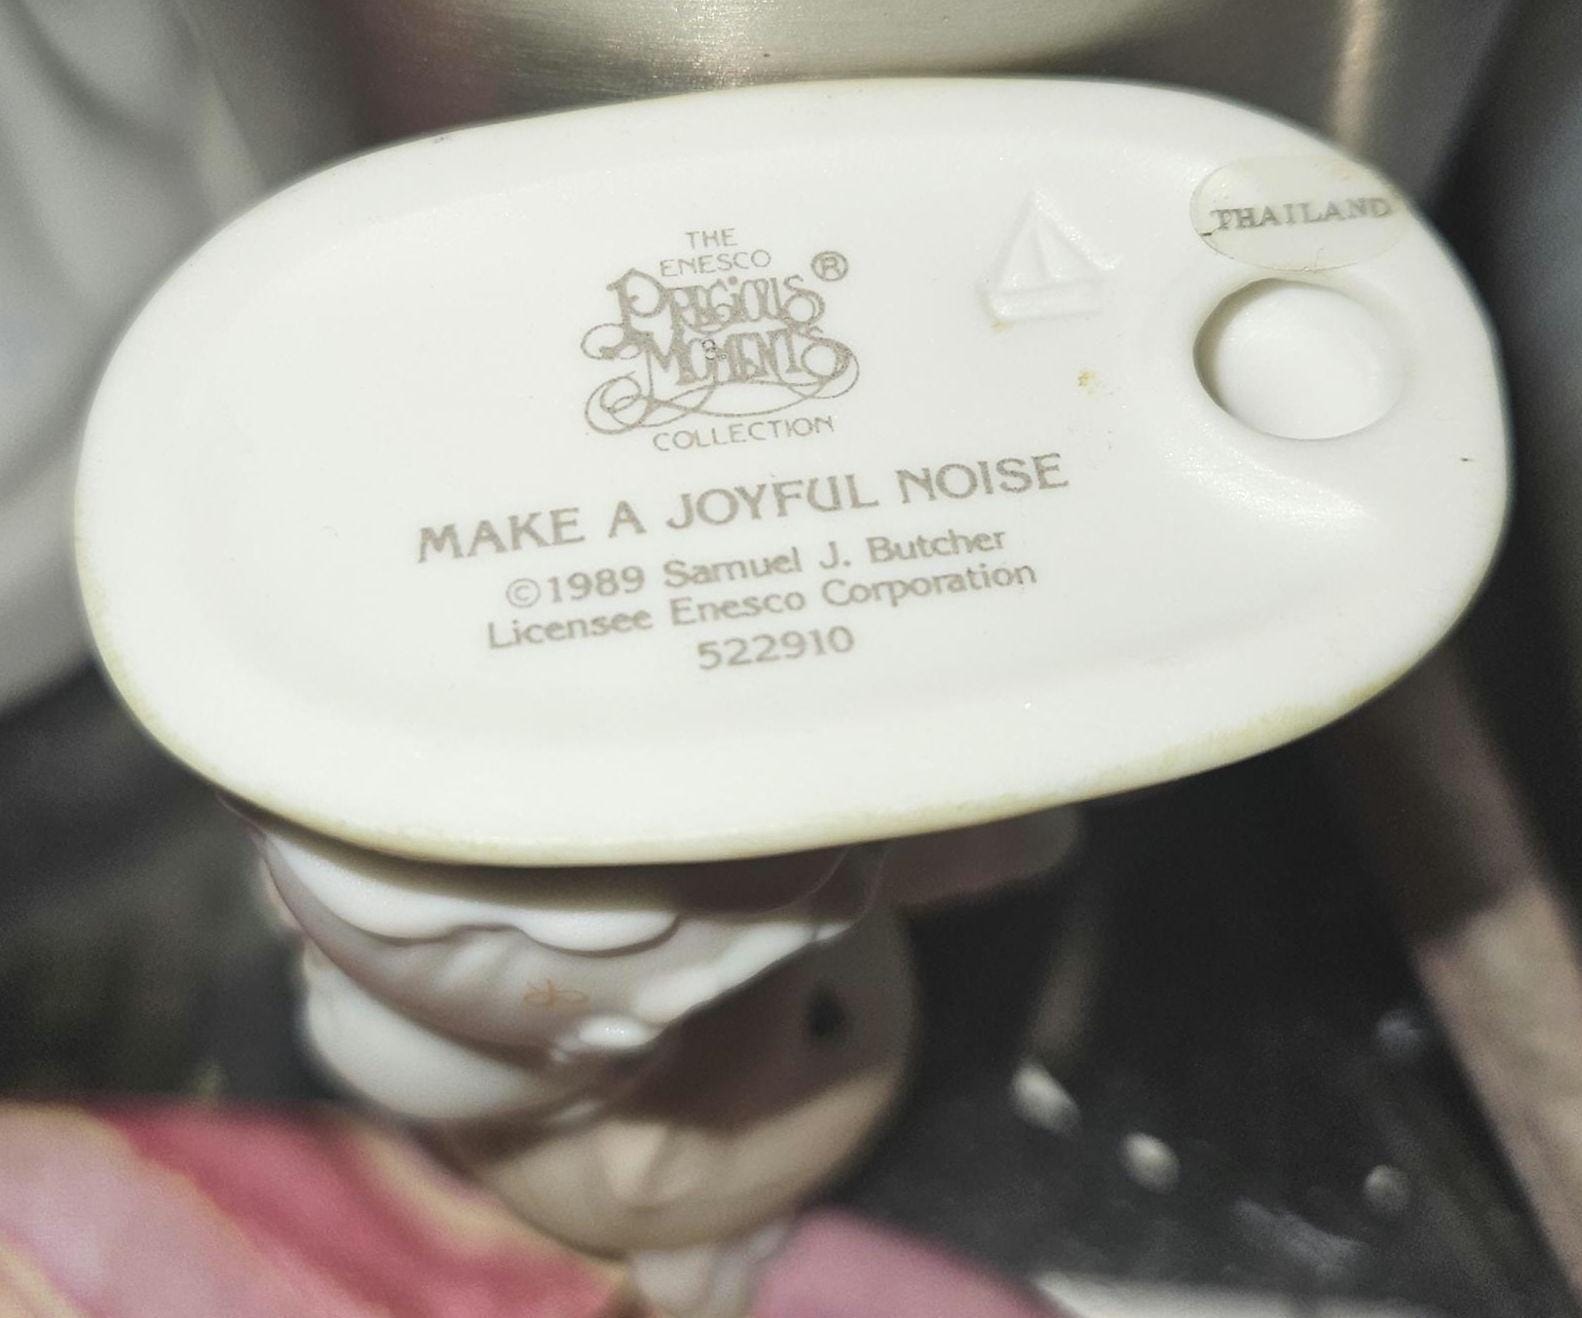 THE
ENESCO
PRECIOUS ®
MOMENTS
COLLECTION
THAILAND
MAKE A JOYFUL NOISE
©1989 Samuel J. Butcher
Licensee Enesco Corporation
522910